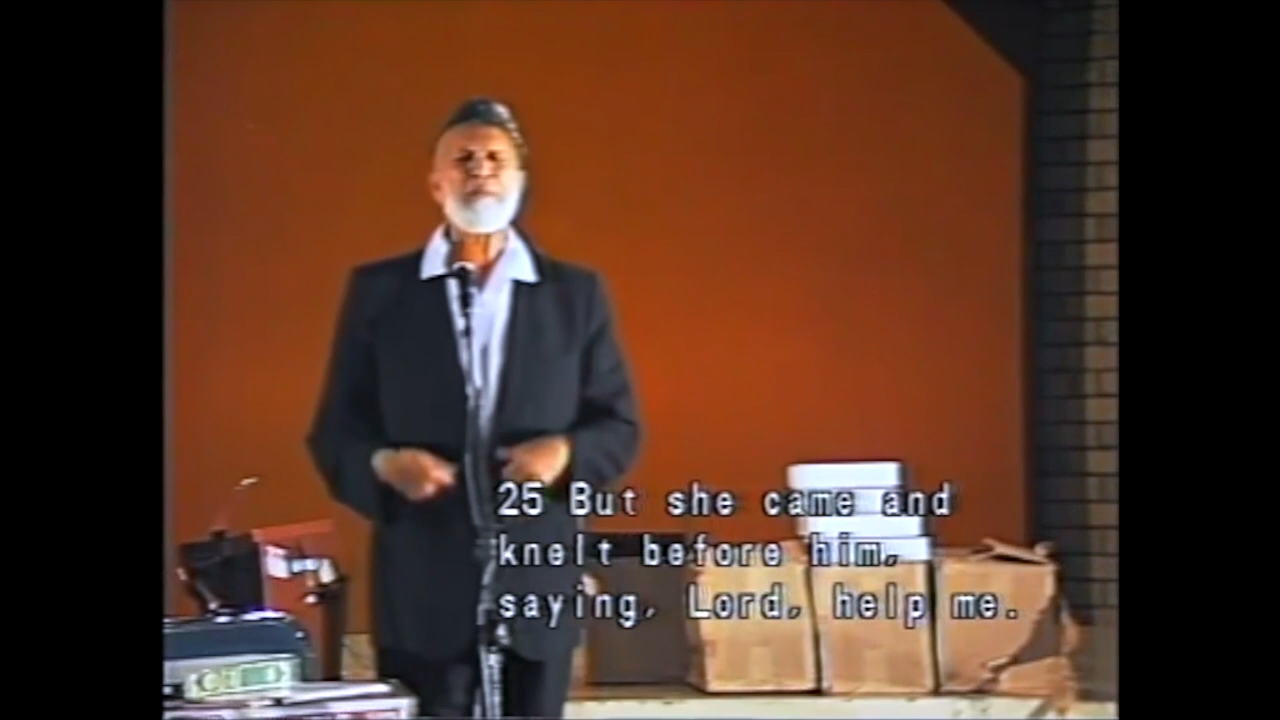 25 But she came and
knelt before him,
saying, Lord, help me.